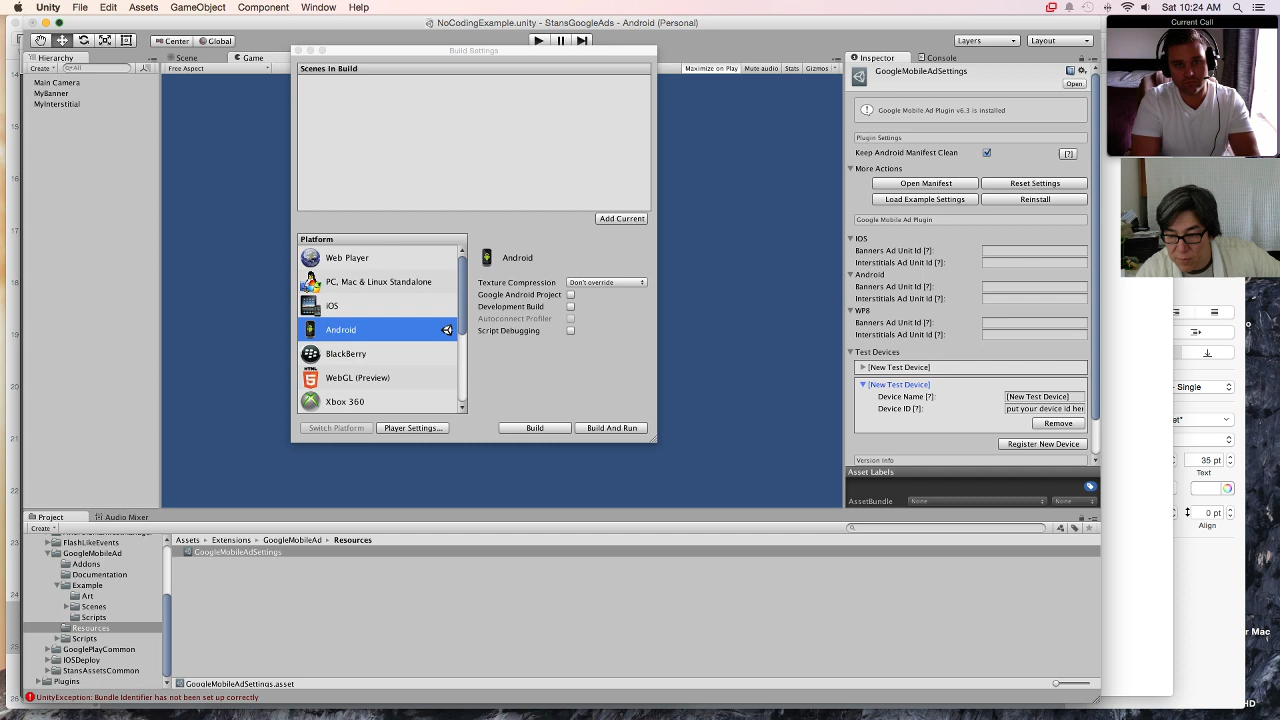 Unity File Edit Assets GameObject Component Window Help
Sat 10:24 AM
NoCodingExample.unity - StansGoogleAds - Android (Personal)
Current Call
Center Global
Layers Layout
Hierarchy
Create
All
Main Camera
MyBanner
MyInterstitial
Scene Game
Free Aspect
Maximize on Play Mute audio Stats Gizmos
Build Settings
Scenes In Build
Add Current
Platform
Web Player
PC, Mac & Linux Standalone
iOS
Android
BlackBerry
WebGL (Preview)
Xbox 360
Android
Texture Compression Don't override
Google Android Project
Development Build
Autoconnect Profiler
Script Debugging
Switch Platform Player Settings... Build Build And Run
Inspector Console
GoogleMobileAdSettings
Open
Google Mobile Ad Plugin v6.3 is installed
Plugin Settings
Keep Android Manifest Clean [?]
More Actions
Open Manifest Reset Settings
Load Example Settings Reinstall
Google Mobile Ad Plugin
IOS
Banners Ad Unit Id [?]:
Interstitials Ad Unit Id [?]:
Android
Banners Ad Unit Id [?]:
Interstitials Ad Unit Id [?]:
WP8
Banners Ad Unit Id [?]:
Interstitials Ad Unit Id [?]:
Test Devices
[New Test Device]
[New Test Device]
Device Name [?]: [New Test Device]
Device ID [?]: put your device id her
Remove
Register New Device
Version Info
Asset Labels
AssetBundle None None
Project Audio Mixer
Create
FlashLikeEvents
GoogleMobileAd
Addons
Documentation
Example
Art
Scenes
Scripts
Resources
Scripts
GooglePlayCommon
IOSDeploy
StansAssetsCommon
Plugins
Assets Extensions GoogleMobileAd Resources
GoogleMobileAdSettings
GoogleMobileAdSettings.asset
UnityException: Bundle Identifier has not been set up correctly
- Single
35 pt
Text
0 pt
Align
r Mac
HD